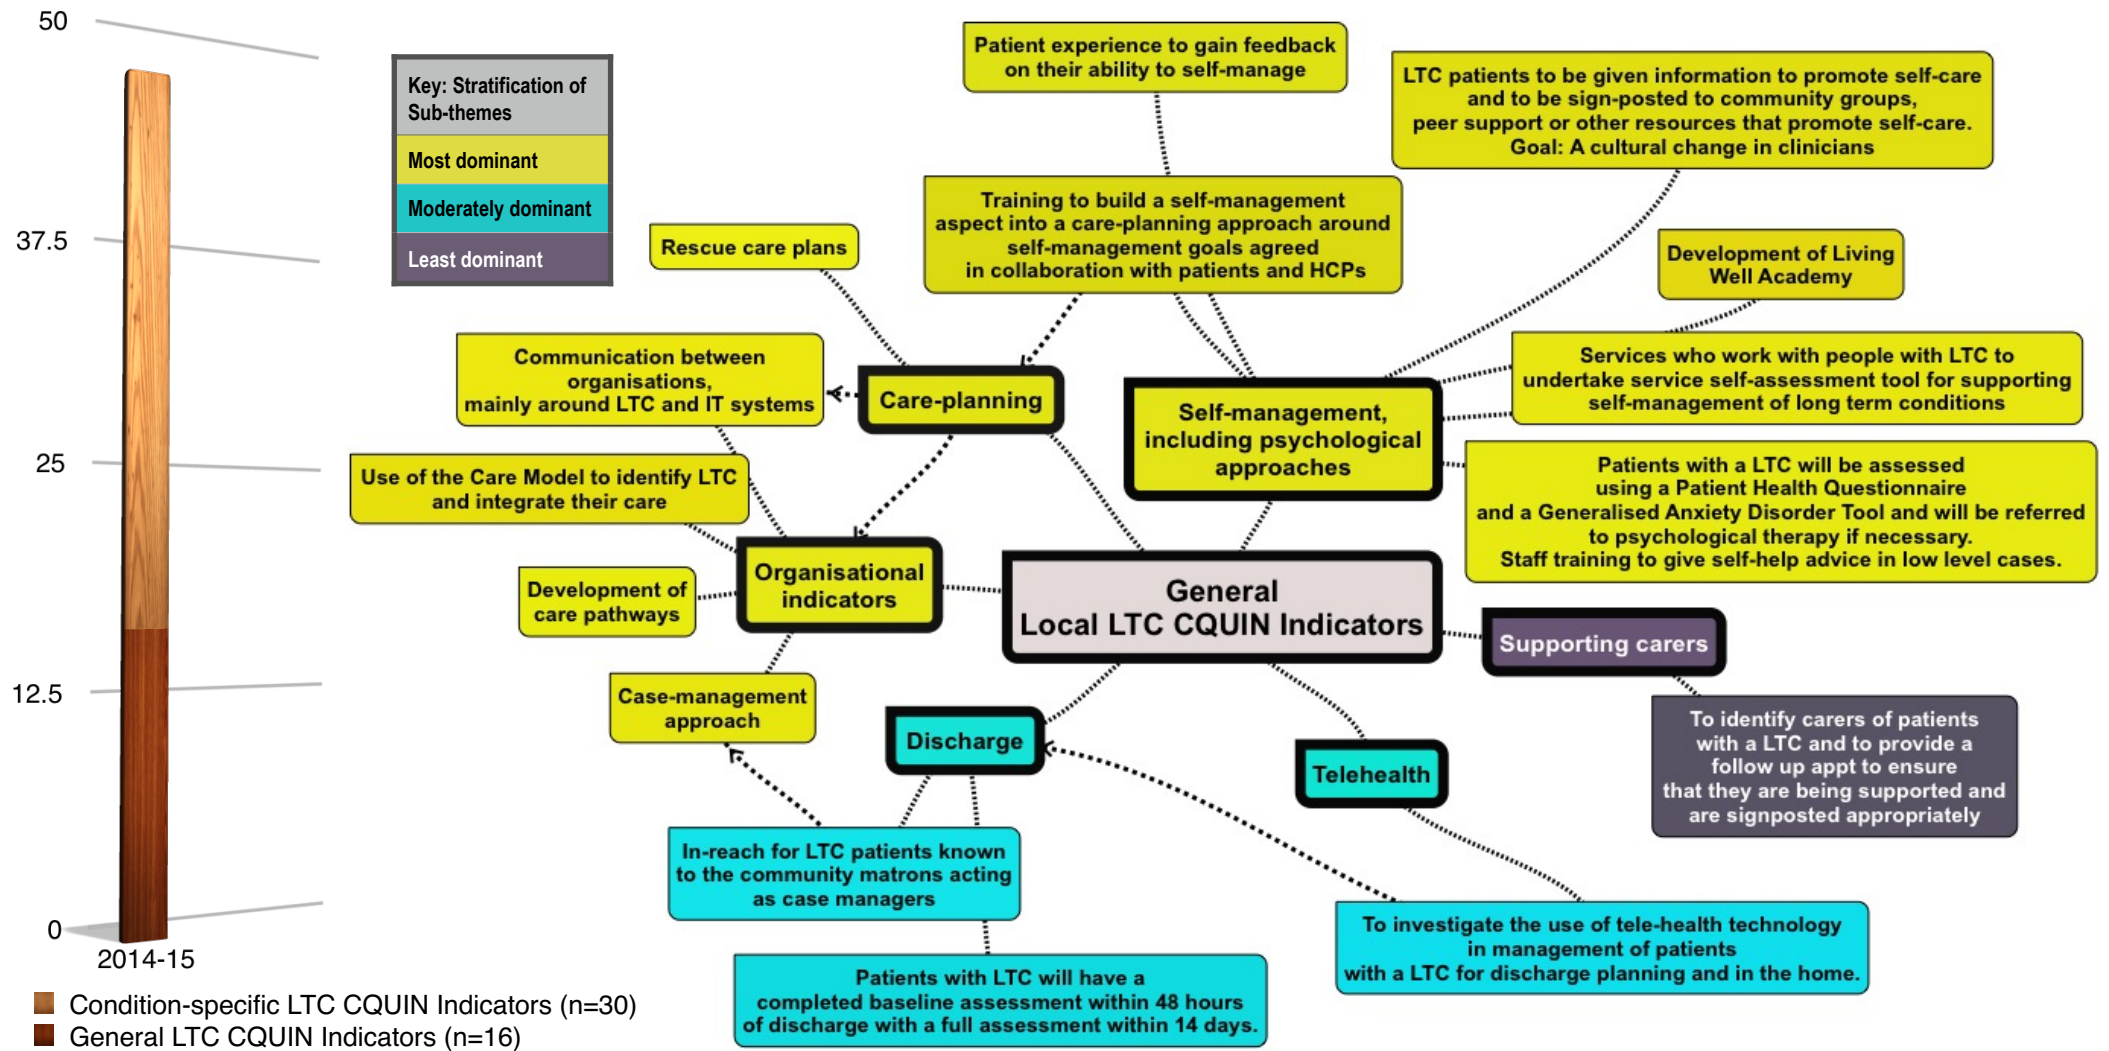 50
37.5
25
12.5
0
2014-15
Condition-specific LTC CQUIN Indicators (n=30)
General LTC CQUIN Indicators (n=16)
Key: Stratification of
Sub-themes
Most dominant
Moderately dominant
Least dominant
Patient experience to gain feedback
on their ability to self-manage
LTC patients to be given information to promote self-care
and to be sign-posted to community groups,
peer support or other resources that promote self-care.
Goal: A cultural change in clinicians
Training to build a self-management
aspect into a care-planning approach around
self-management goals agreed
in collaboration with patients and HCPs
Rescue care plans
Development of Living
Well Academy
Communication between
organisations,
mainly around LTC and IT systems
Care-planning
Self-management,
including psychological
approaches
Services who work with people with LTC to
undertake service self-assessment tool for supporting
self-management of long term conditions
Use of the Care Model to identify LTC
and integrate their care
Patients with a LTC will be assessed
using a Patient Health Questionnaire
and a Generalised Anxiety Disorder Tool and will be referred
to psychological therapy if necessary.
Staff training to give self-help advice in low level cases.
Organisational
indicators
Development of
care pathways
General
Local LTC CQUIN Indicators
Supporting carers
Case-management
approach
Discharge
Telehealth
To identify carers of patients
with a LTC and to provide a
follow up appt to ensure
that they are being supported and
are signposted appropriately
In-reach for LTC patients known
to the community matrons acting
as case managers
To investigate the use of tele-health technology
in management of patients
with a LTC for discharge planning and in the home.
Patients with LTC will have a
completed baseline assessment within 48 hours
of discharge with a full assessment within 14 days.